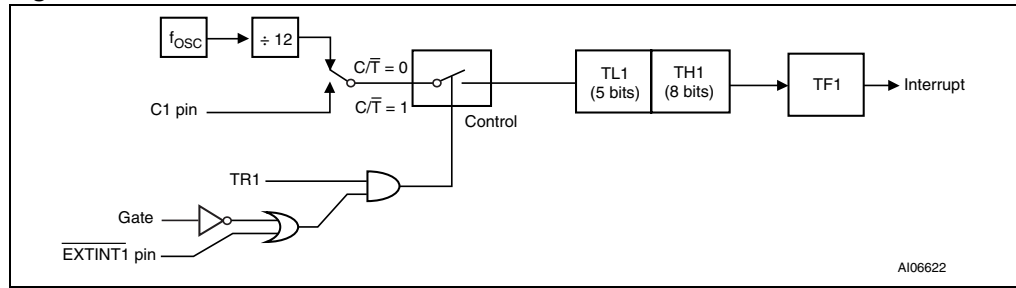 fOSC
÷ 12
C/T̅ = 0
C1 pin
C/T̅ = 1
Control
TL1
(5 bits)
TH1
(8 bits)
TF1
Interrupt
TR1
Gate
E̅X̅T̅I̅N̅T̅1̅ pin
AI06622